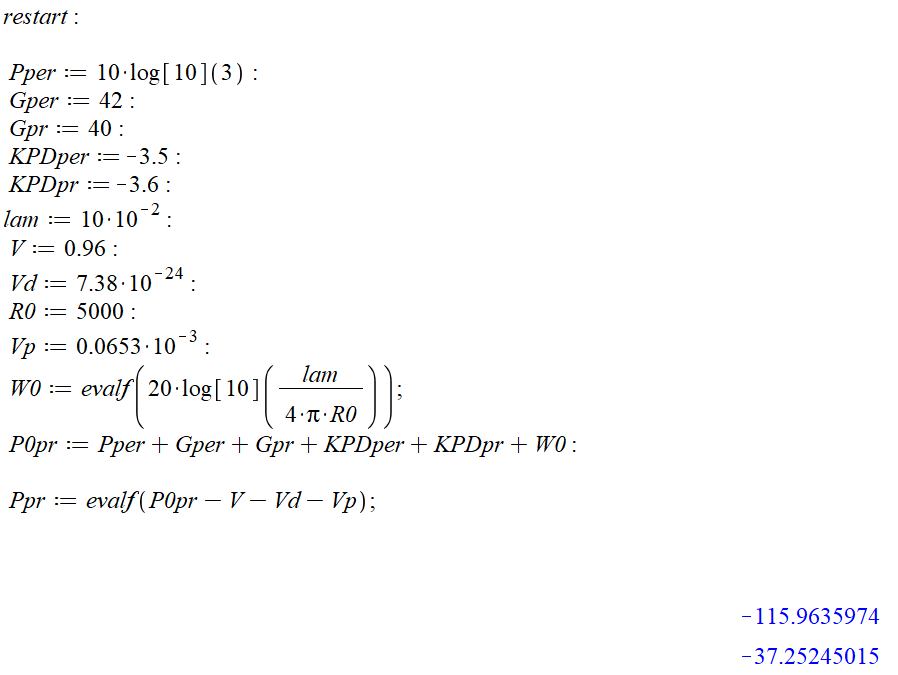 restart :
Pper := 10·log[10](3) :
Gper := 42 :
Gpr := 40 :
KPDper := -3.5 :
KPDpr := -3.6 :
lam := 10·10^-2 :
V := 0.96 :
Vd := 7.38·10^-24 :
R0 := 5000 :
Vp := 0.0653·10^-3 :
W0 := evalf(20·log[10](lam/(4·π·R0)));
P0pr := Pper + Gper + Gpr + KPDper + KPDpr + W0 :
Ppr := evalf(P0pr − V − Vd − Vp);
-115.9635974
-37.25245015